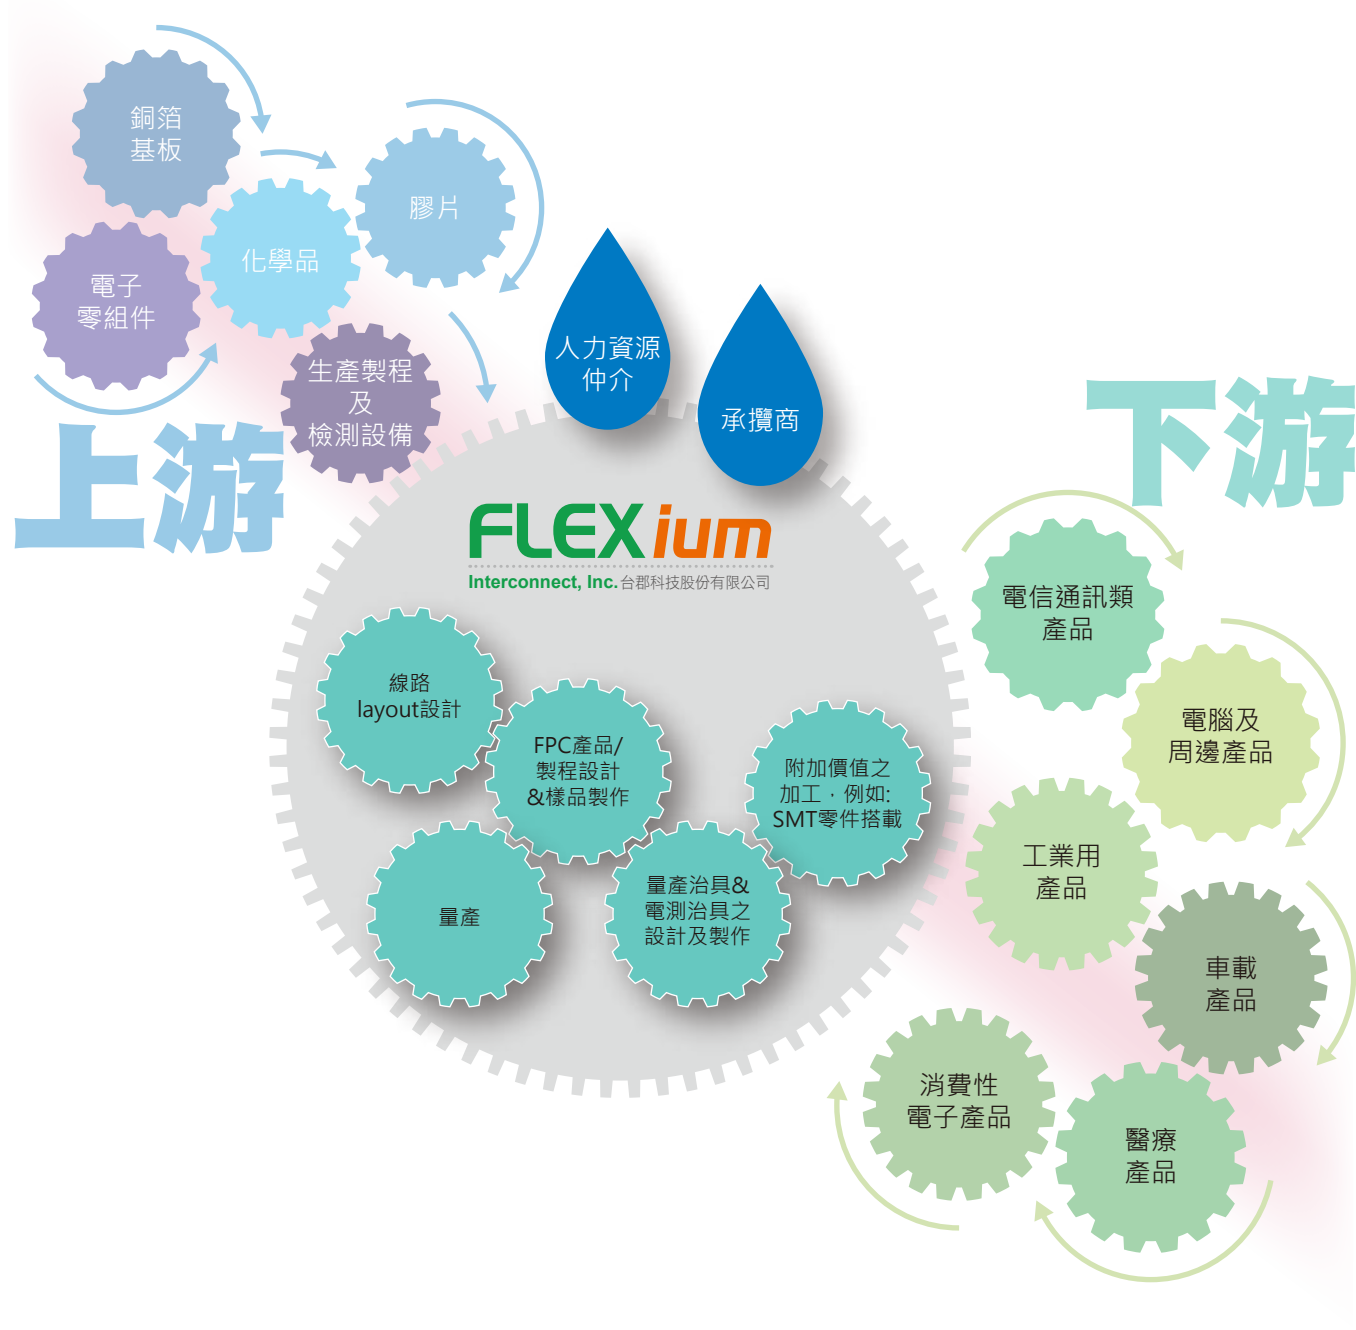 銅箔
基板
膠片
化學品
電子
零組件
生產製程
及
檢測設備
上游
人力資源
仲介
承攬商
FLEXium
Interconnect, Inc. 台郡科技股份有限公司
線路
layout設計
FPC產品/
製程設計
&樣品製作
附加價值之
加工，例如:
SMT零件搭載
量產
量產治具&
電測治具之
設計及製作
下游
電信通訊類
產品
電腦及
周邊產品
工業用
產品
車載
產品
消費性
電子產品
醫療
產品